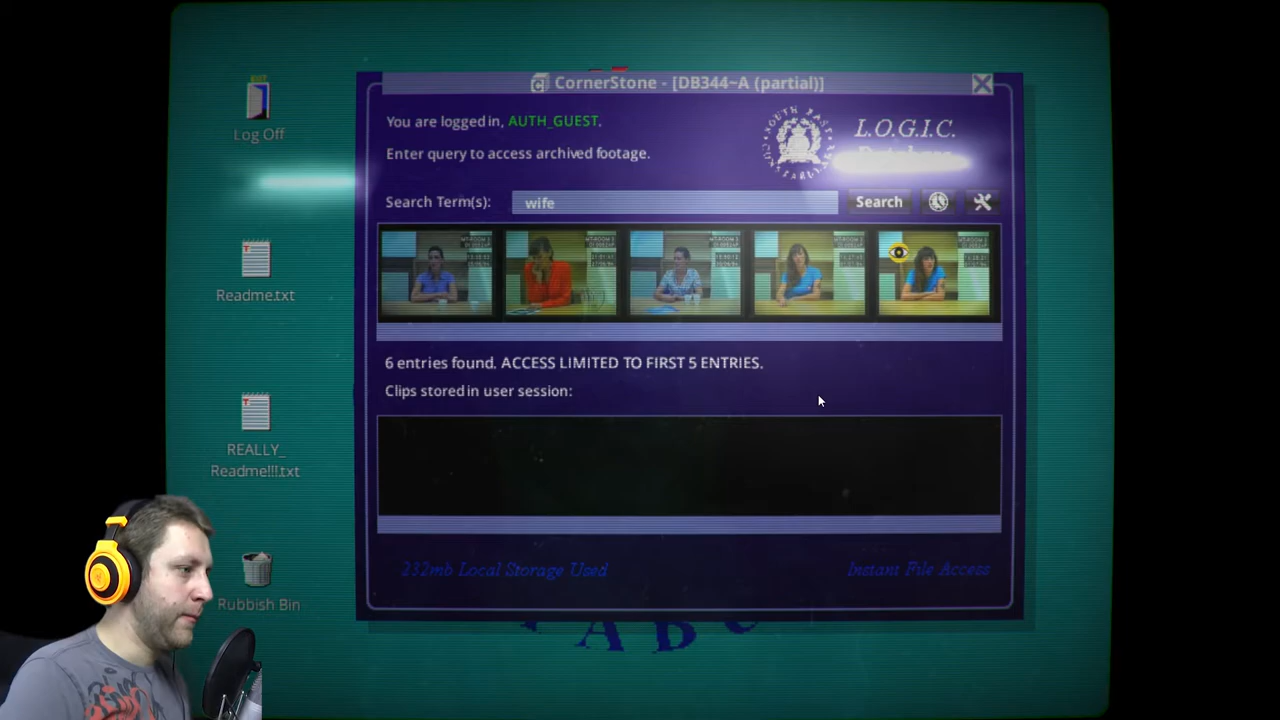 CornerStone - [DB344~A (partial)]
You are logged in, AUTH_GUEST.
L.O.G.I.C.
Enter query to access archived footage.
Search Term(s): wife Search
6 entries found. ACCESS LIMITED TO FIRST 5 ENTRIES.
Clips stored in user session:
232mb Local Storage Used
Instant File Access
Log Off
Readme.txt
REALLY_
Readme!!!.txt
Rubbish Bin